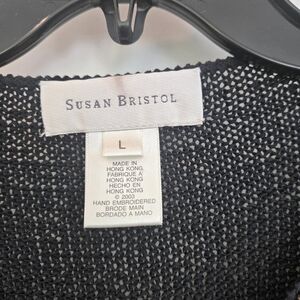 SUSAN BRISTOL
L
MADE IN
HONG KONG
FABRIQUE A
HONG KONG
HECHO EN
HONG KONG
© 2003
HAND EMBROIDERED
BRODE MAIN
BORDADO A MANO